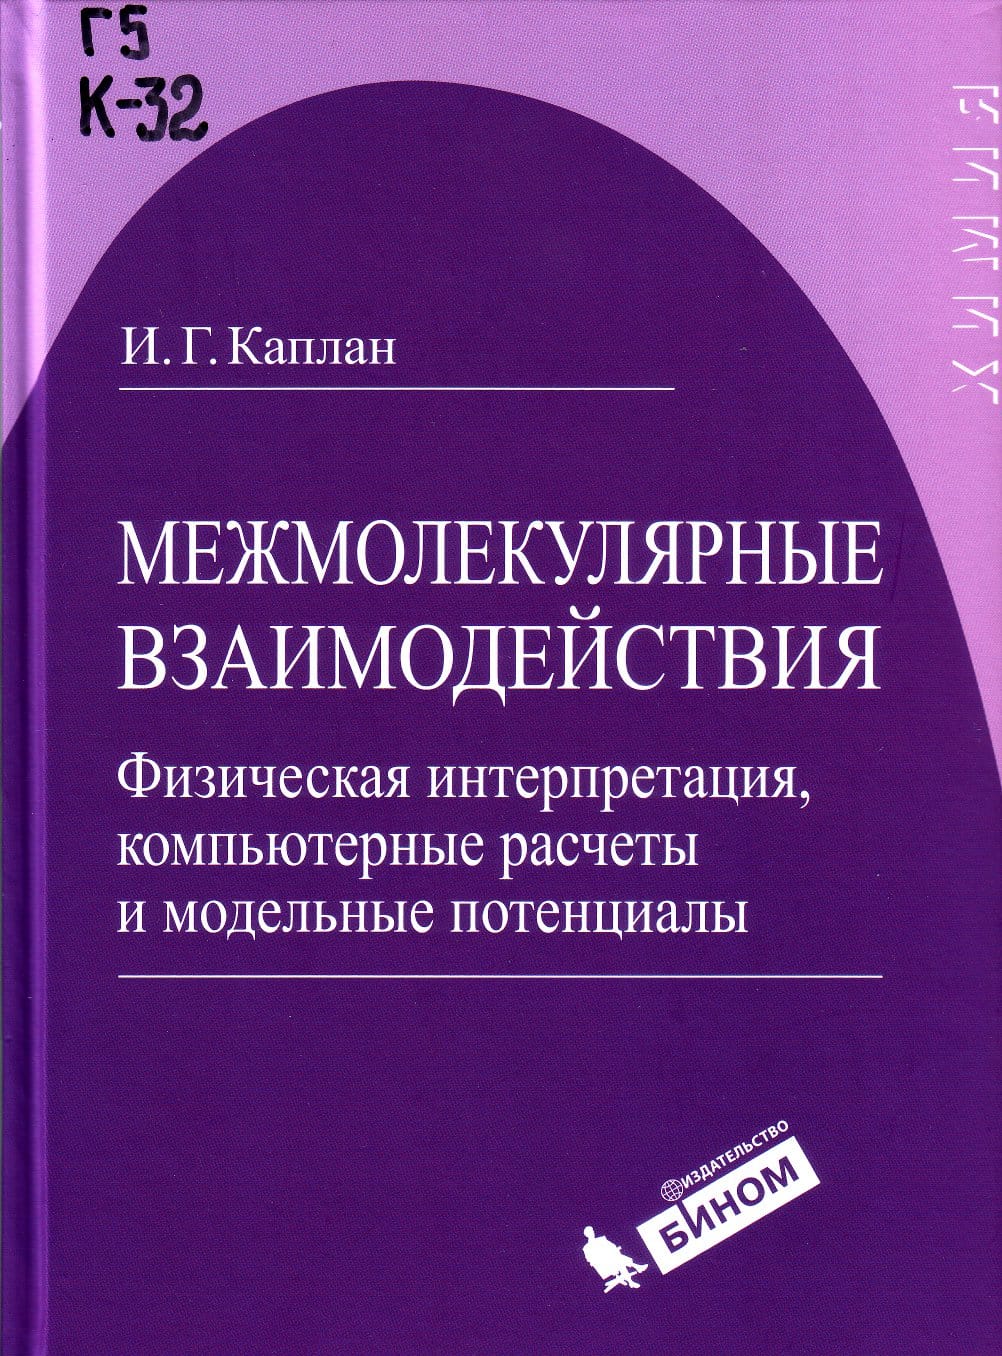 Г5
К-32
И. Г. Каплан
МЕЖМОЛЕКУЛЯРНЫЕ
ВЗАИМОДЕЙСТВИЯ
Физическая интерпретация,
компьютерные расчеты
и модельные потенциалы
ИЗДАТЕЛЬСТВО
БИНОМ